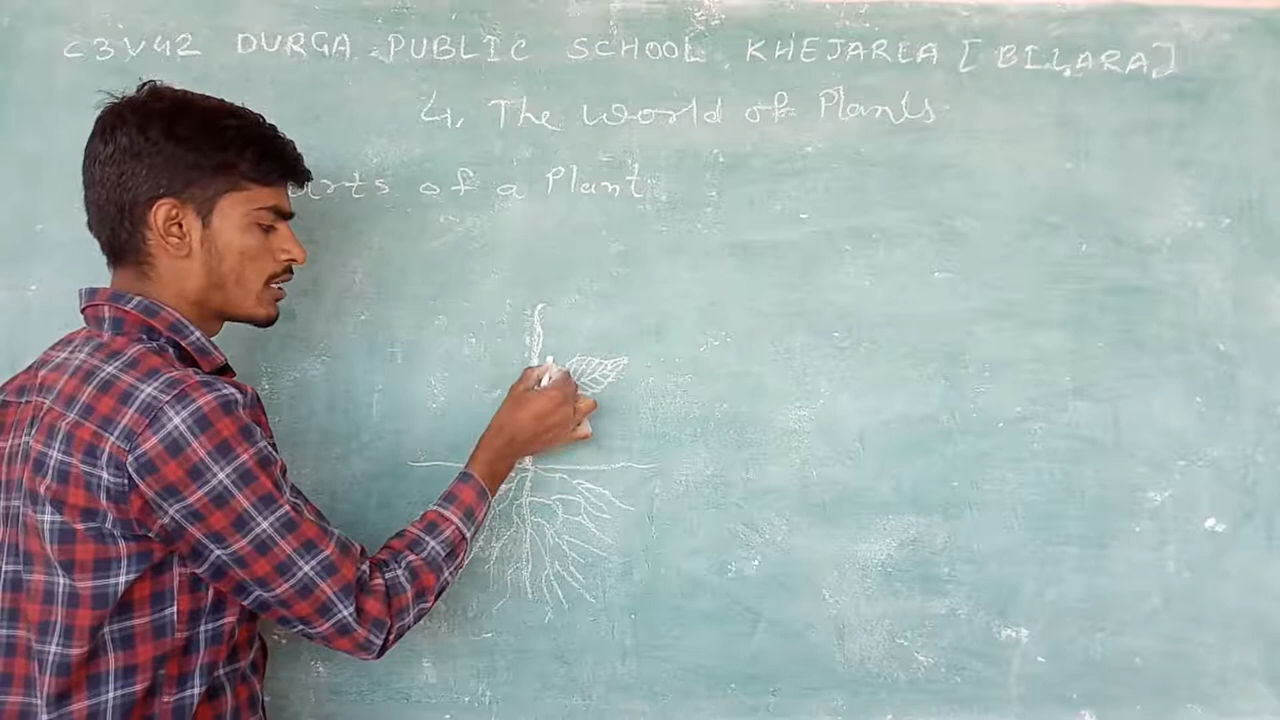 C3V42 DURGA PUBLIC SCHOOL KHEJARLA [BILARA]
4. The world of Plants
arts of a Plant